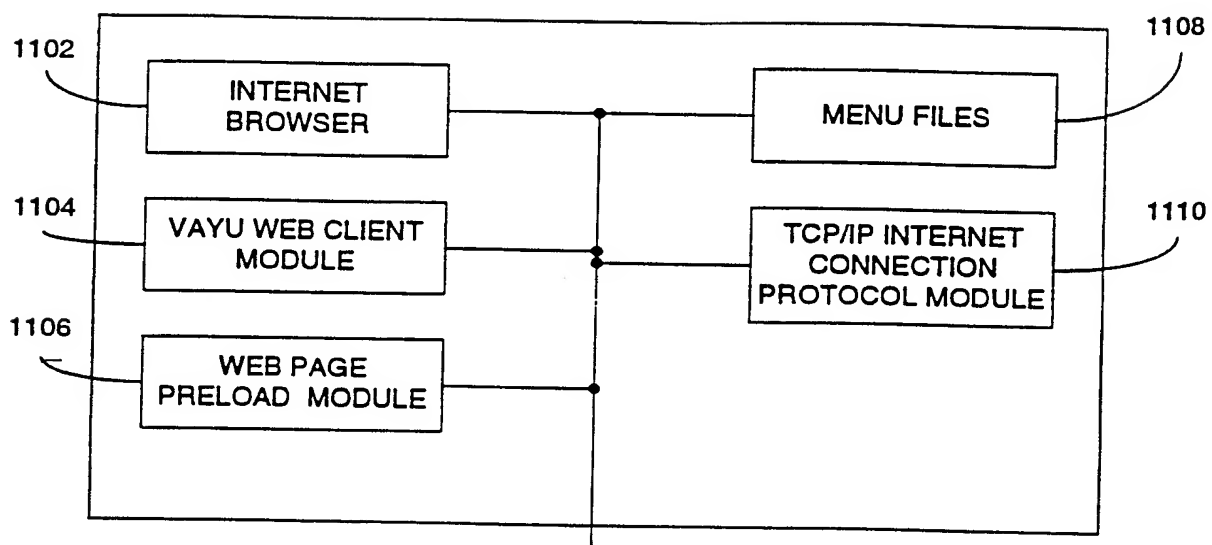 1102
INTERNET
BROWSER
1108
MENU FILES
1104
VAYU WEB CLIENT
MODULE
1110
TCP/IP INTERNET
CONNECTION
PROTOCOL MODULE
1106
WEB PAGE
PRELOAD MODULE